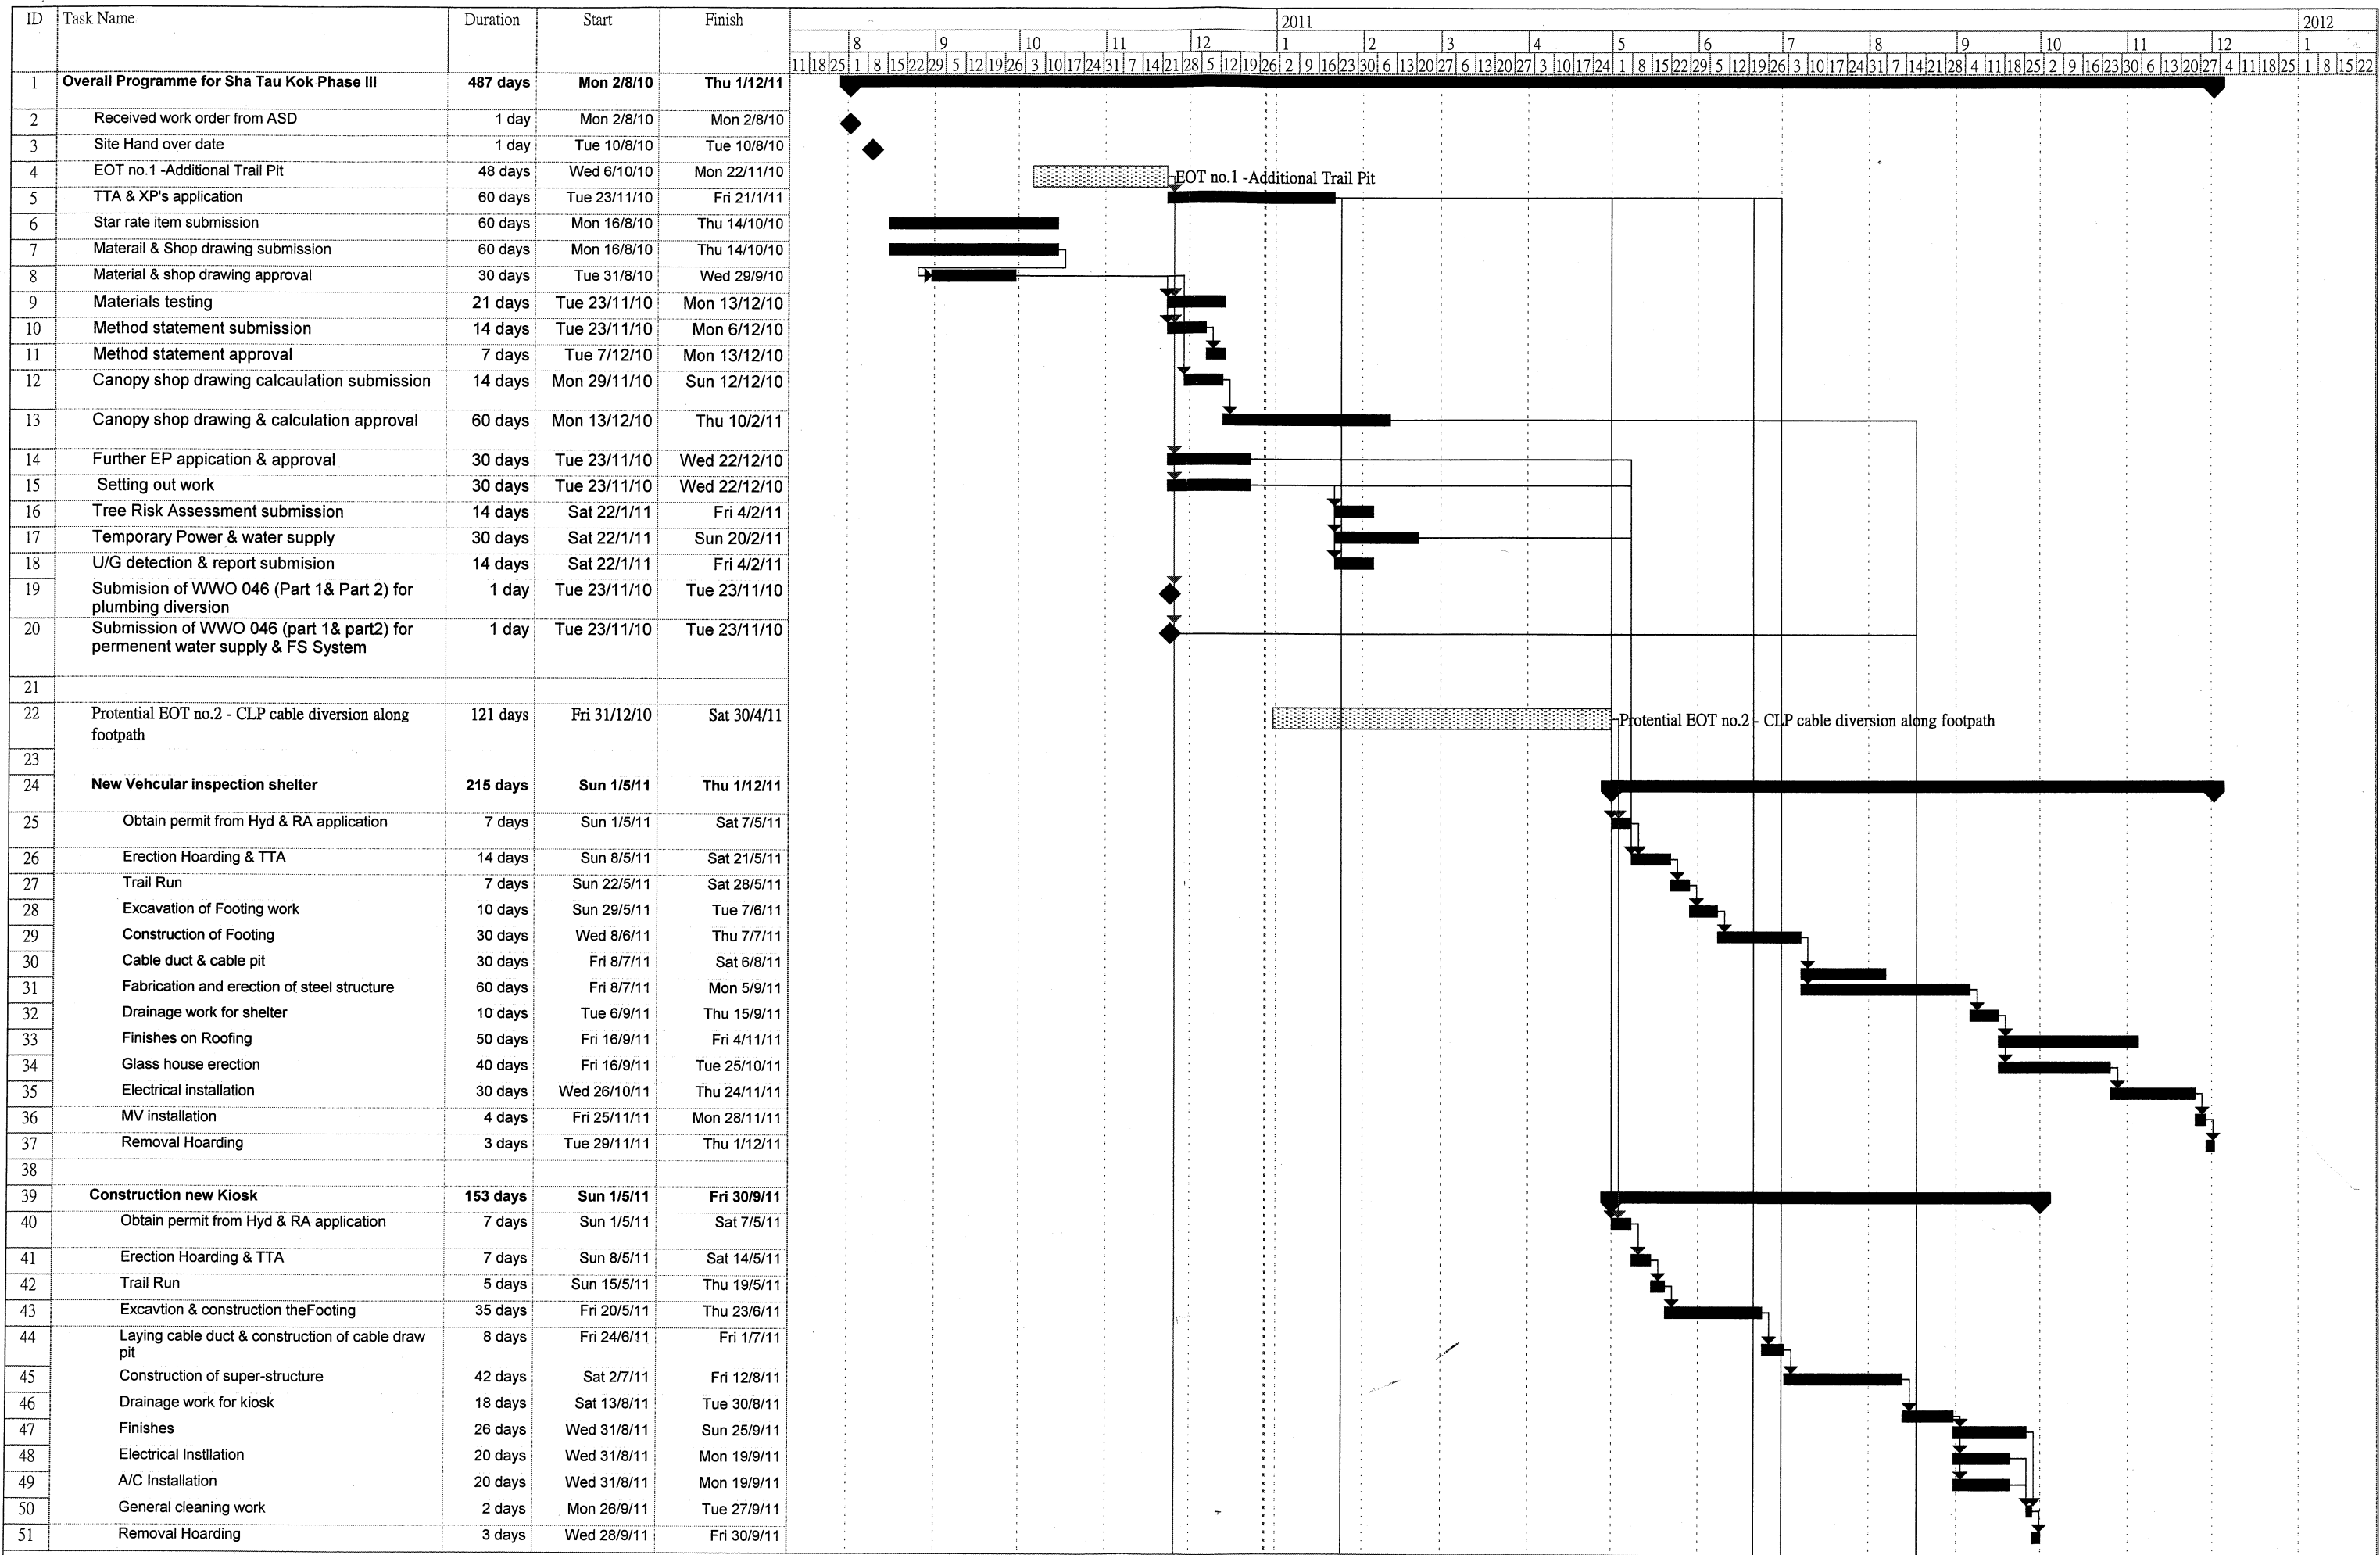 ID Task Name Duration Start Finish 2011 2012
8 9 10 11 12 1 2 3 4 5 6 7 8 9 10 11 12 1
11 18 25 1 8 15 22 29 5 12 19 26 3 10 17 24 31 7 14 21 28 5 12 19 26 2 9 16 23 30 6 13 20 27 6 13 20 27 3 10 17 24 1 8 15 22 29 5 12 19 26 3 10 17 24 31 7 14 21 28 4 11 18 25 2 9 16 23 30 6 13 20 27 4 11 18 25 1 8 15 22
1 Overall Programme for Sha Tau Kok Phase III 487 days Mon 2/8/10 Thu 1/12/11
2 Received work order from ASD 1 day Mon 2/8/10 Mon 2/8/10
3 Site Hand over date 1 day Tue 10/8/10 Tue 10/8/10
4 EOT no.1 -Additional Trail Pit 48 days Wed 6/10/10 Mon 22/11/10 EOT no.1 -Additional Trail Pit
5 TTA & XP's application 60 days Tue 23/11/10 Fri 21/1/11
6 Star rate item submission 60 days Mon 16/8/10 Thu 14/10/10
7 Materail & Shop drawing submission 60 days Mon 16/8/10 Thu 14/10/10
8 Material & shop drawing approval 30 days Tue 31/8/10 Wed 29/9/10
9 Materials testing 21 days Tue 23/11/10 Mon 13/12/10
10 Method statement submission 14 days Tue 23/11/10 Mon 6/12/10
11 Method statement approval 7 days Tue 7/12/10 Mon 13/12/10
12 Canopy shop drawing calcaulation submission 14 days Mon 29/11/10 Sun 12/12/10
13 Canopy shop drawing & calculation approval 60 days Mon 13/12/10 Thu 10/2/11
14 Further EP appication & approval 30 days Tue 23/11/10 Wed 22/12/10
15 Setting out work 30 days Tue 23/11/10 Wed 22/12/10
16 Tree Risk Assessment submission 14 days Sat 22/1/11 Fri 4/2/11
17 Temporary Power & water supply 30 days Sat 22/1/11 Sun 20/2/11
18 U/G detection & report submision 14 days Sat 22/1/11 Fri 4/2/11
19 Submision of WWO 046 (Part 1& Part 2) for 1 day Tue 23/11/10 Tue 23/11/10
plumbing diversion
20 Submission of WWO 046 (part 1& part2) for 1 day Tue 23/11/10 Tue 23/11/10
permenent water supply & FS System
21
22 Protential EOT no.2 - CLP cable diversion along 121 days Fri 31/12/10 Sat 30/4/11 Protential EOT no.2 - CLP cable diversion along footpath
footpath
23
24 New Vehcular inspection shelter 215 days Sun 1/5/11 Thu 1/12/11
25 Obtain permit from Hyd & RA application 7 days Sun 1/5/11 Sat 7/5/11
26 Erection Hoarding & TTA 14 days Sun 8/5/11 Sat 21/5/11
27 Trail Run 7 days Sun 22/5/11 Sat 28/5/11
28 Excavation of Footing work 10 days Sun 29/5/11 Tue 7/6/11
29 Construction of Footing 30 days Wed 8/6/11 Thu 7/7/11
30 Cable duct & cable pit 30 days Fri 8/7/11 Sat 6/8/11
31 Fabrication and erection of steel structure 60 days Fri 8/7/11 Mon 5/9/11
32 Drainage work for shelter 10 days Tue 6/9/11 Thu 15/9/11
33 Finishes on Roofing 50 days Fri 16/9/11 Fri 4/11/11
34 Glass house erection 40 days Fri 16/9/11 Tue 25/10/11
35 Electrical installation 30 days Wed 26/10/11 Thu 24/11/11
36 MV installation 4 days Fri 25/11/11 Mon 28/11/11
37 Removal Hoarding 3 days Tue 29/11/11 Thu 1/12/11
38
39 Construction new Kiosk 153 days Sun 1/5/11 Fri 30/9/11
40 Obtain permit from Hyd & RA application 7 days Sun 1/5/11 Sat 7/5/11
41 Erection Hoarding & TTA 7 days Sun 8/5/11 Sat 14/5/11
42 Trail Run 5 days Sun 15/5/11 Thu 19/5/11
43 Excavtion & construction theFooting 35 days Fri 20/5/11 Thu 23/6/11
44 Laying cable duct & construction of cable draw 8 days Fri 24/6/11 Fri 1/7/11
pit
45 Construction of super-structure 42 days Sat 2/7/11 Fri 12/8/11
46 Drainage work for kiosk 18 days Sat 13/8/11 Tue 30/8/11
47 Finishes 26 days Wed 31/8/11 Sun 25/9/11
48 Electrical Instllation 20 days Wed 31/8/11 Mon 19/9/11
49 A/C Installation 20 days Wed 31/8/11 Mon 19/9/11
50 General cleaning work 2 days Mon 26/9/11 Tue 27/9/11
51 Removal Hoarding 3 days Wed 28/9/11 Fri 30/9/11